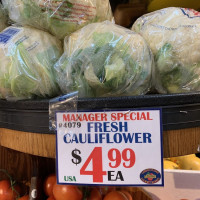 MANAGER SPECIAL
#4079
FRESH
CAULIFLOWER
$4.99
USA
EA